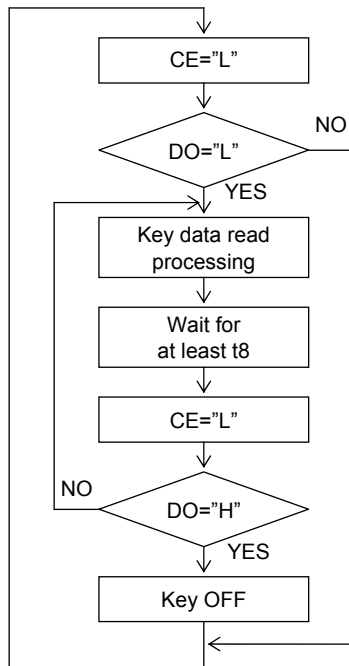 CE=”L”
DO=”L”
NO
YES
Key data read
processing
Wait for
at least t8
CE=”L”
NO
DO=”H”
YES
Key OFF